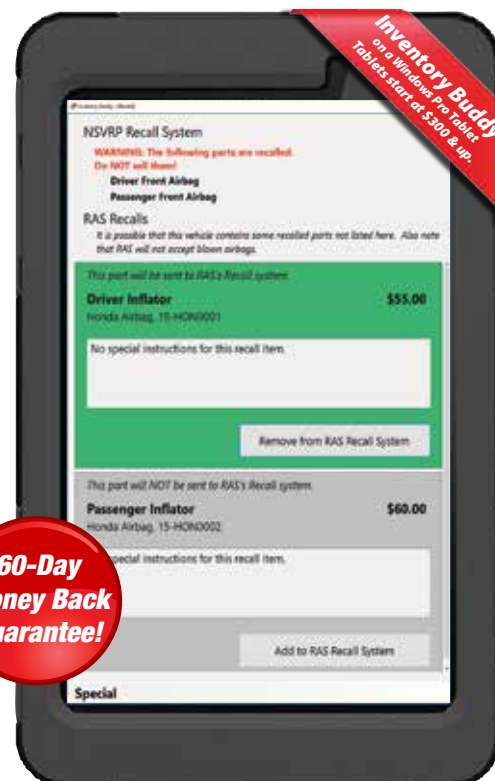 Inventory Buddy
on a Windows Pro Tablet
Tablets start at $300 & up.
NSVRP Recall System
WARNING: The following parts are recalled.
Do NOT sell them!
Driver Front Airbag
Passenger Front Airbag
RAS Recalls
It is possible that this vehicle contains some recalled parts not listed here. Also note
that RAS will not accept blown airbags.
This part will be sent to RAS's Recall system.
Driver Inflator $55.00
Honda Airbag, 15-HON0001
No special instructions for this recall item.
Remove from RAS Recall System
This part will NOT be sent to RAS's Recall system.
Passenger Inflator $60.00
Honda Airbag, 15-HON0002
special instructions for this recall item.
Add to RAS Recall System
Special
60-Day
oney Back
uarantee!